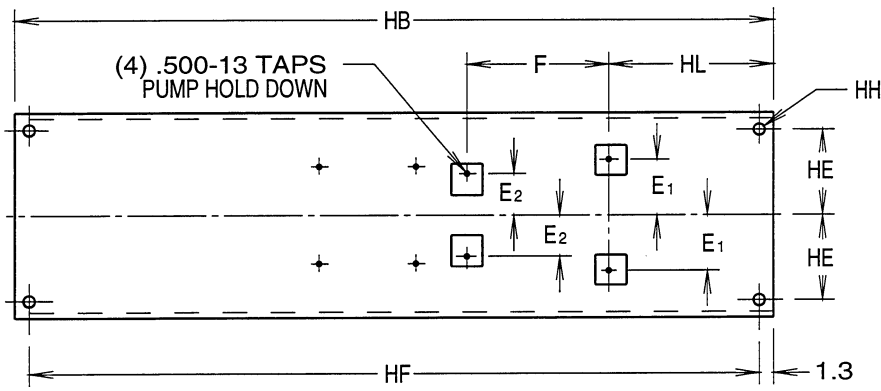 HB
(4) .500-13 TAPS
PUMP HOLD DOWN
F
HL
HH
E2
E1
HE
E2
E1
HE
HF
1.3